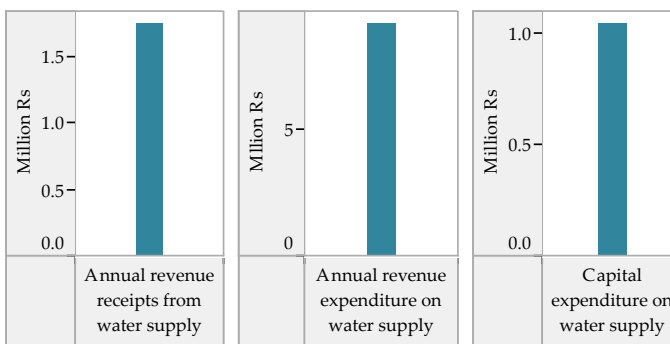 Million Rs
1.5
1.0
0.5
0.0
Annual revenue
receipts from
water supply
Million Rs
5
0
Annual revenue
expenditure on
water supply
Million Rs
1.0
0.5
0.0
Capital
expenditure on
water supply